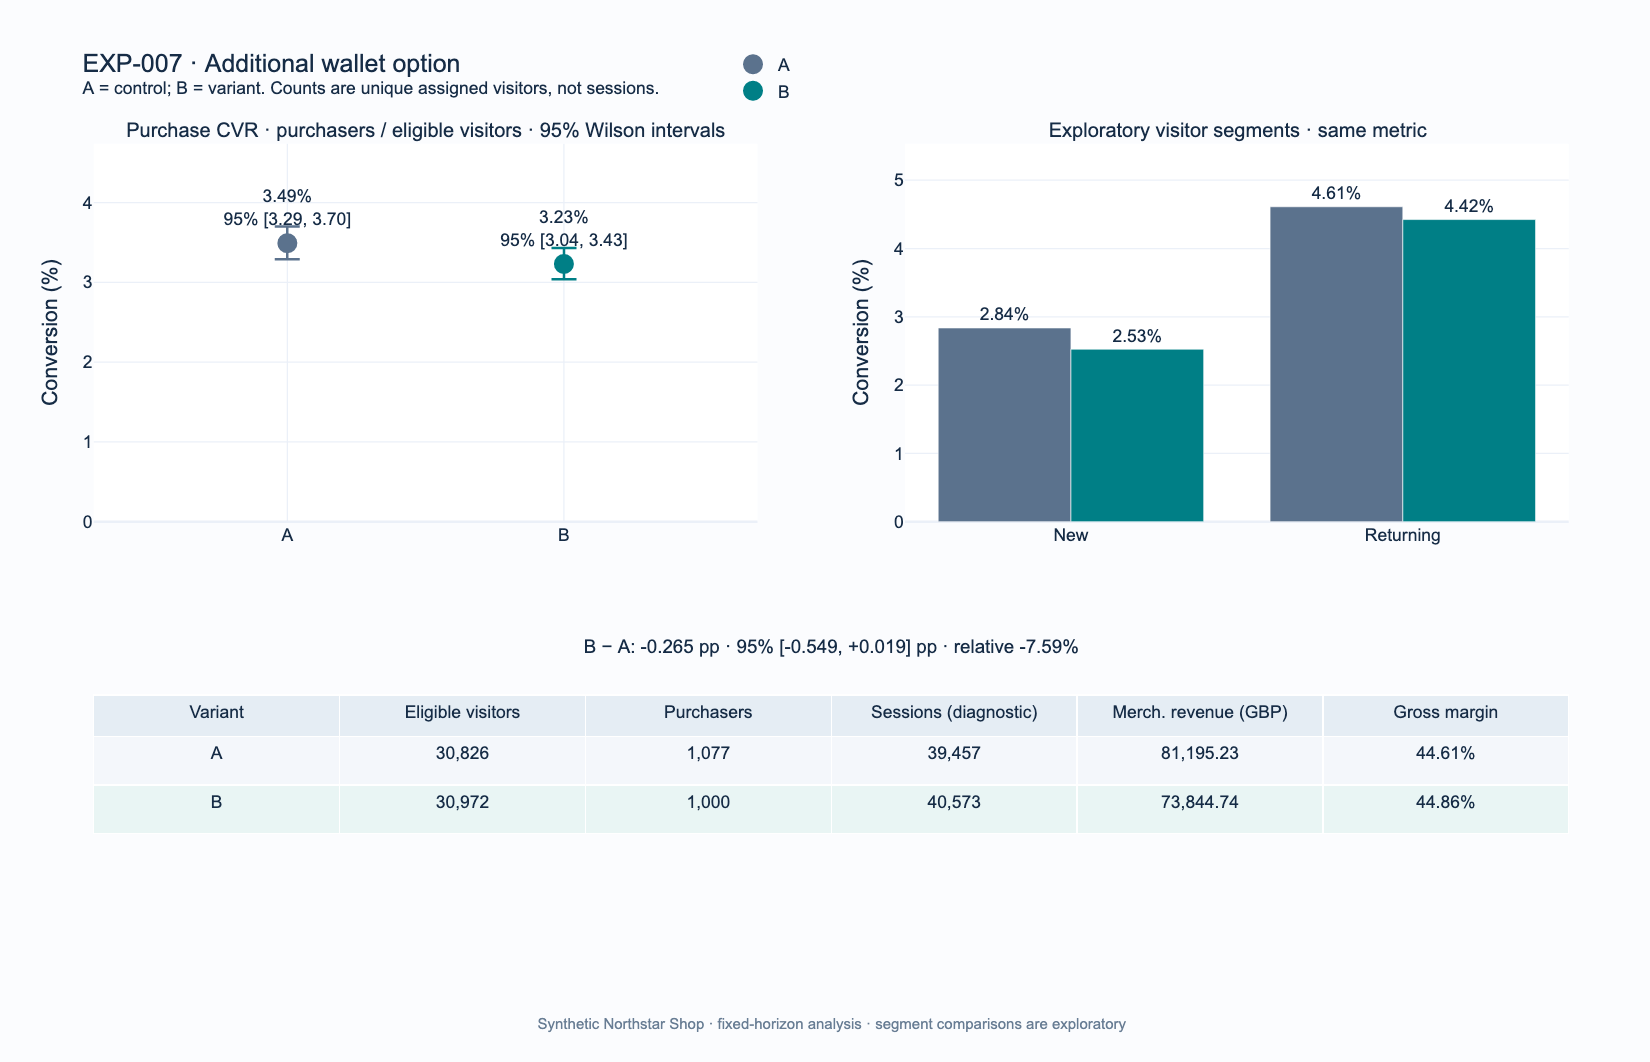 EXP-007 · Additional wallet option
A = control; B = variant. Counts are unique assigned visitors, not sessions.
A
B
Purchase CVR · purchasers / eligible visitors · 95% Wilson intervals
Conversion (%)
4
3
2
1
0
3.49%
95% [3.29, 3.70]
3.23%
95% [3.04, 3.43]
A
B
Exploratory visitor segments · same metric
Conversion (%)
5
4
3
2
1
0
2.84%
2.53%
4.61%
4.42%
New
Returning
B − A: -0.265 pp · 95% [-0.549, +0.019] pp · relative -7.59%
Variant Eligible visitors Purchasers Sessions (diagnostic) Merch. revenue (GBP) Gross margin
A 30,826 1,077 39,457 81,195.23 44.61%
B 30,972 1,000 40,573 73,844.74 44.86%
Synthetic Northstar Shop · fixed-horizon analysis · segment comparisons are exploratory